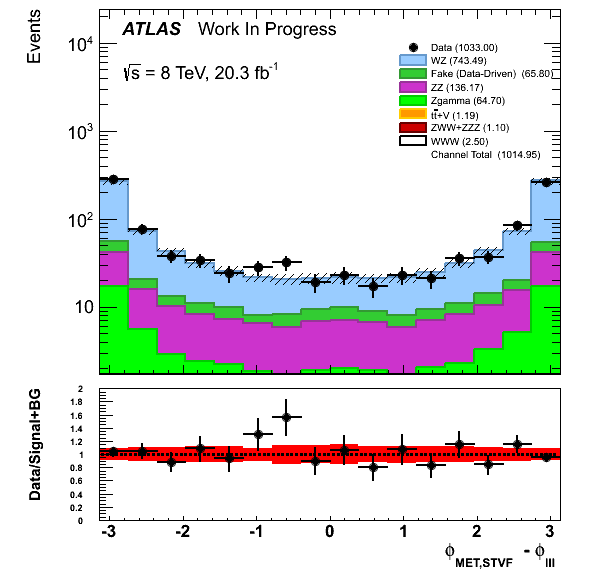 Events
ATLAS Work In Progress
√s = 8 TeV, 20.3 fb⁻¹
Data (1033.00)
WZ (743.49)
Fake (Data-Driven) (65.80)
ZZ (136.17)
Zgamma (64.70)
tt̄+V (1.19)
ZWW+ZZZ (1.10)
WWW (2.50)
Channel Total (1014.95)
10⁴
10³
10²
10
Data/Signal+BG
2
1.8
1.6
1.4
1.2
1
0.8
0.6
0.4
0.2
0
-3 -2 -1 0 1 2 3
ϕMET,STVF - ϕlll